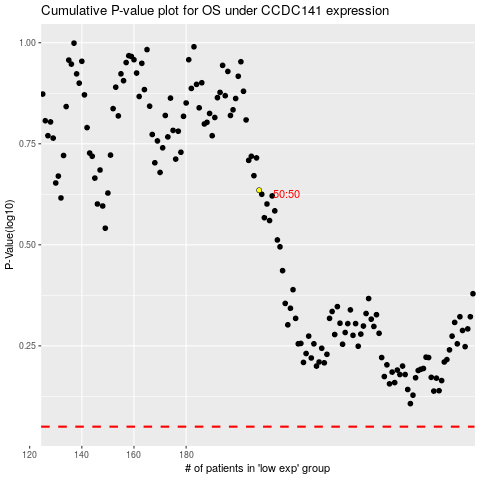 Cumulative P-value plot for OS under CCDC141 expression
1.00
0.75
0.50
0.25
P-Value(log10)
50:50
120 140 160 180
# of patients in 'low exp' group